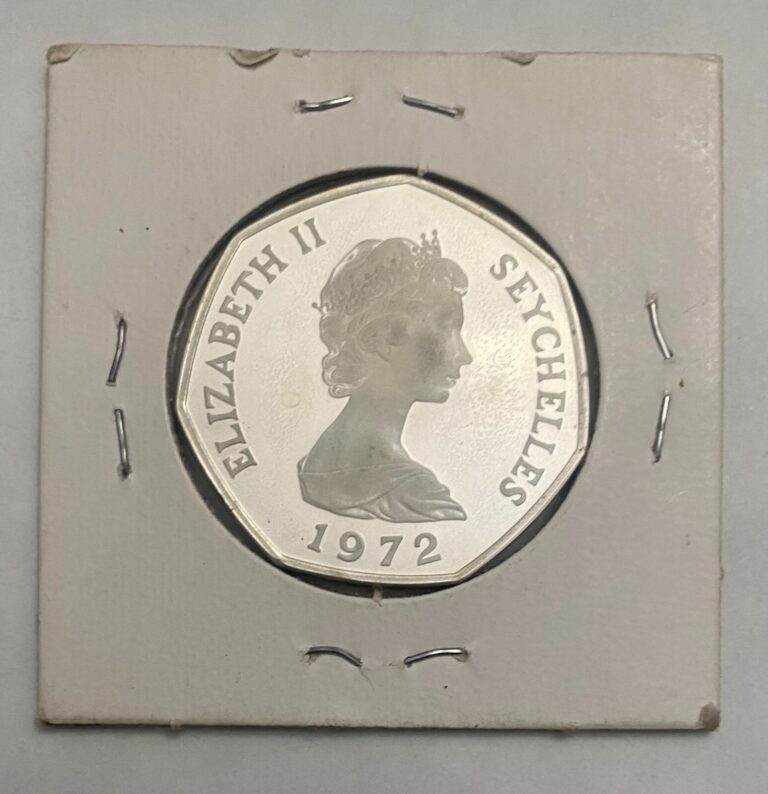 ELIZABETH II
SEYCHELLES
1972